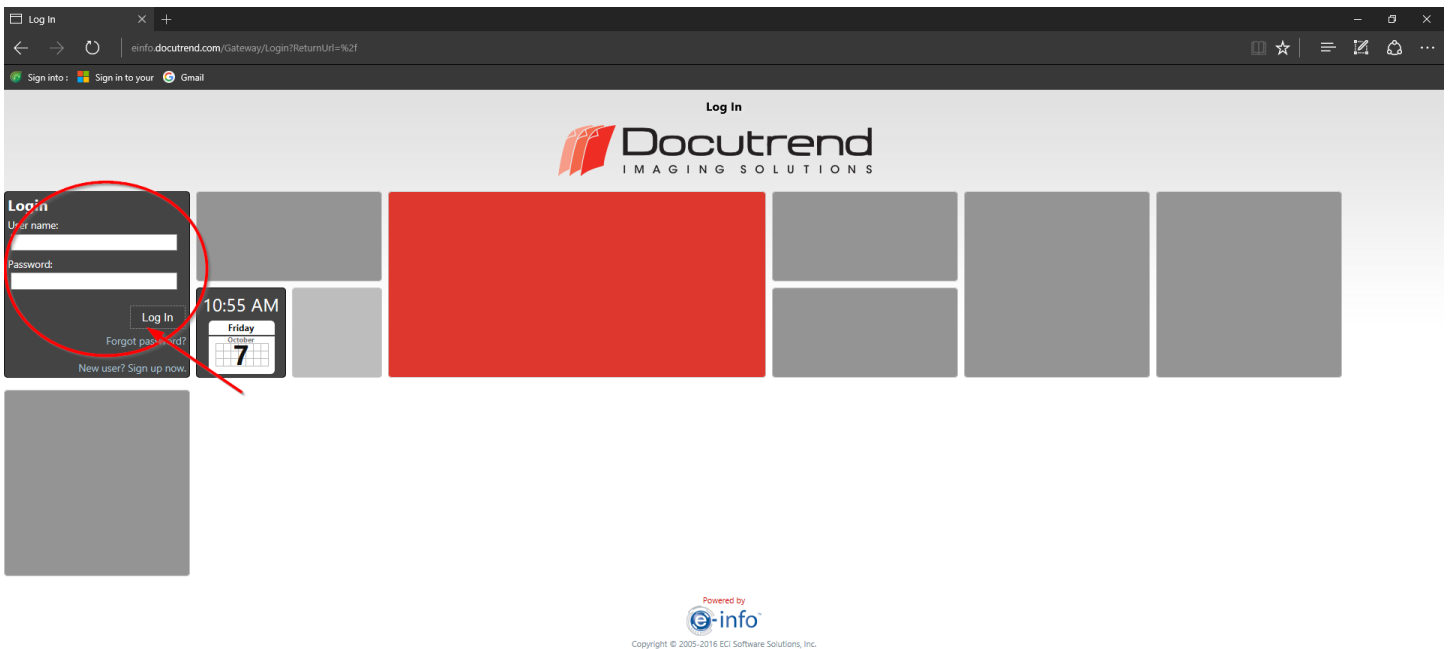 Log In
einfo.docutrend.com/Gateway/Login?ReturnUrl=%2f
Sign into :
Sign in to your
Gmail
Log In
Docutrend
IMAGING SOLUTIONS
Login
User name:
Password:
Log In
Forgot password?
New user? Sign up now.
10:55 AM
Friday
October
7
Powered by
e-info™
Copyright © 2005-2016 ECi Software Solutions, Inc.